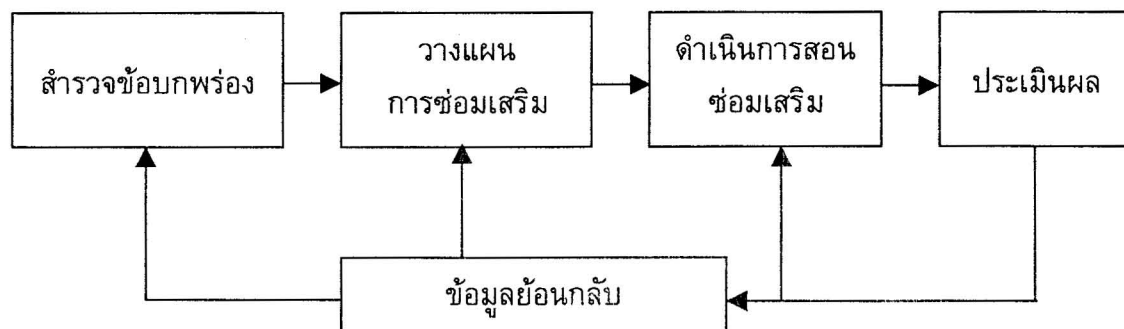 สำรวจข้อบกพร่อง
วางแผน
การซ่อมเสริม
ดำเนินการสอน
ซ่อมเสริม
ประเมินผล
ข้อมูลย้อนกลับ